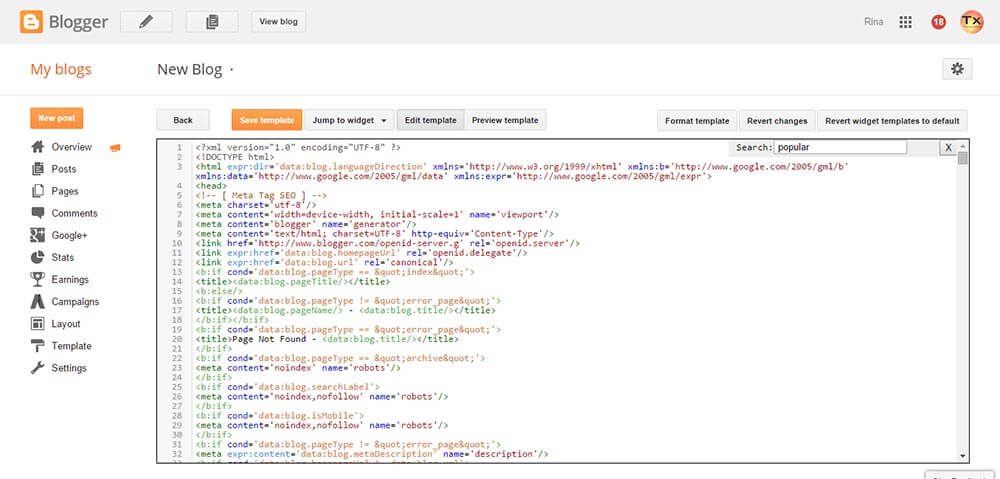 Blogger
View blog
Rina
18
Tx
My blogs
New Blog ·
New post
Overview
Posts
Pages
Comments
Google+
Stats
Earnings
Campaigns
Layout
Template
Settings
Back
Save template
Jump to widget
Edit template
Preview template
Format template
Revert changes
Revert widget templates to default
Search: popular
X
1 <?xml version="1.0" encoding="UTF-8" ?>
2 <!DOCTYPE html>
3 <html expr:dir='data:blog.languageDirection' xmlns='http://www.w3.org/1999/xhtml' xmlns:b='http://www.google.com/2005/gml/b'
xmlns:data='http://www.google.com/2005/gml/data' xmlns:expr='http://www.google.com/2005/gml/expr'>
4 <head>
5 <!-- [ Meta Tag SEO ] -->
6 <meta charset='utf-8'/>
7 <meta content='width=device-width, initial-scale=1' name='viewport'/>
8 <meta content='blogger' name='generator'/>
9 <meta content='text/html; charset=UTF-8' http-equiv='Content-Type'/>
10 <link href='http://www.blogger.com/openid-server.g' rel='openid.server'/>
11 <link expr:href='data:blog.homepageUrl' rel='openid.delegate'/>
12 <link expr:href='data:blog.url' rel='canonical'/>
13 <b:if cond='data:blog.pageType == &quot;index&quot;'>
14 <title><data:blog.pageTitle/></title>
15 <b:else/>
16 <b:if cond='data:blog.pageType != &quot;error_page&quot;'>
17 <title><data:blog.pageName/> - <data:blog.title/></title>
18 </b:if></b:if>
19 <b:if cond='data:blog.pageType == &quot;error_page&quot;'>
20 <title>Page Not Found - <data:blog.title/></title>
21 </b:if>
22 <b:if cond='data:blog.pageType == &quot;archive&quot;'>
23 <meta content='noindex' name='robots'/>
24 </b:if>
25 <b:if cond='data:blog.searchLabel'>
26 <meta content='noindex,nofollow' name='robots'/>
27 </b:if>
28 <b:if cond='data:blog.isMobile'>
29 <meta content='noindex,nofollow' name='robots'/>
30 </b:if>
31 <b:if cond='data:blog.pageType != &quot;error_page&quot;'>
32 <meta expr:content='data:blog.metaDescription' name='description'/>